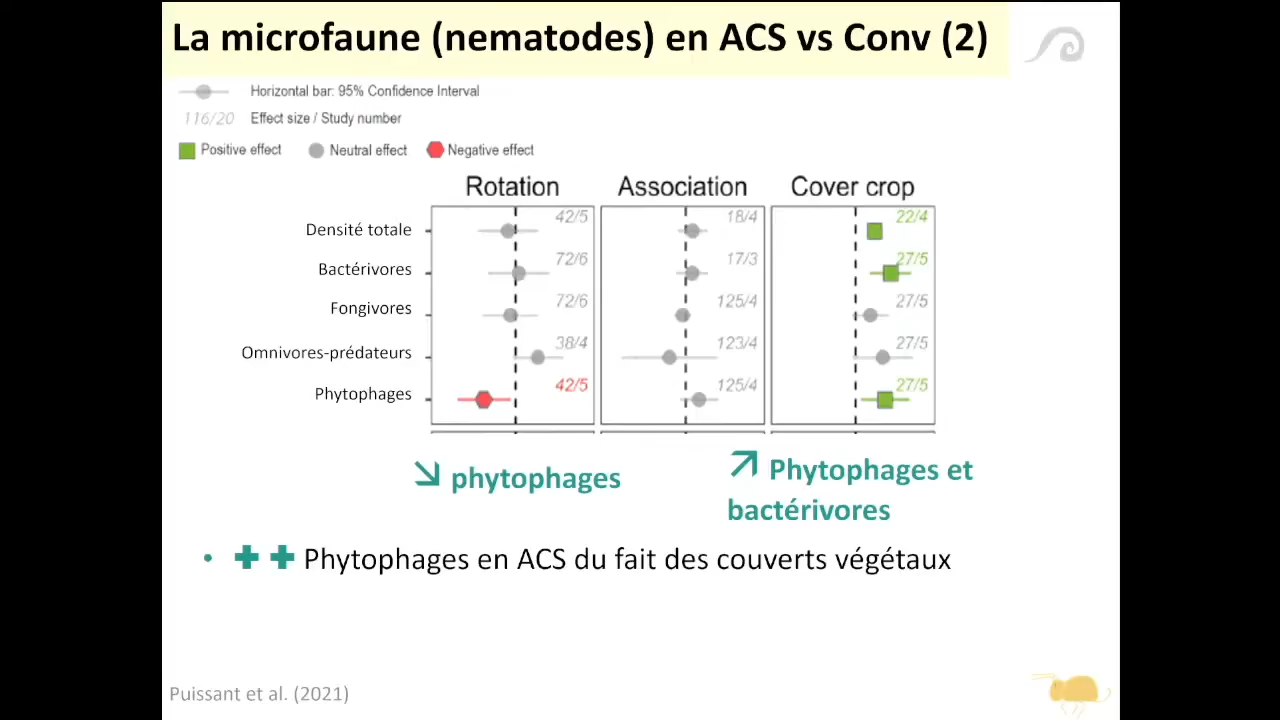 La microfaune (nematodes) en ACS vs Conv (2)
Horizontal bar: 95% Confidence Interval
116/20 Effect size / Study number
Positive effect Neutral effect Negative effect
Rotation Association Cover crop
Densité totale 42/5 18/4 22/4
Bactérivores 72/6 17/3 27/5
Fongivores 72/6 125/4 27/5
Omnivores-prédateurs 38/4 123/4 27/5
Phytophages 42/5 125/4 27/5
↘ phytophages
↗ Phytophages et
bactérivores
• ++ Phytophages en ACS du fait des couverts végétaux
Puissant et al. (2021)